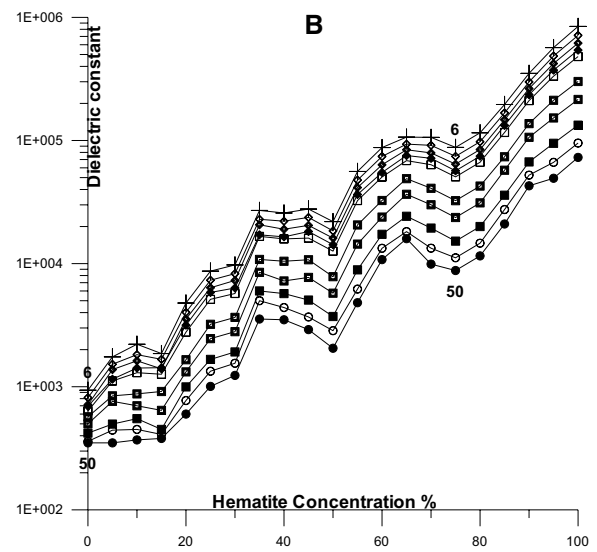 B
1E+006
1E+005
1E+004
1E+003
1E+002
Dielectric constant
6
50
6
50
Hematite Concentration %
0 20 40 60 80 100